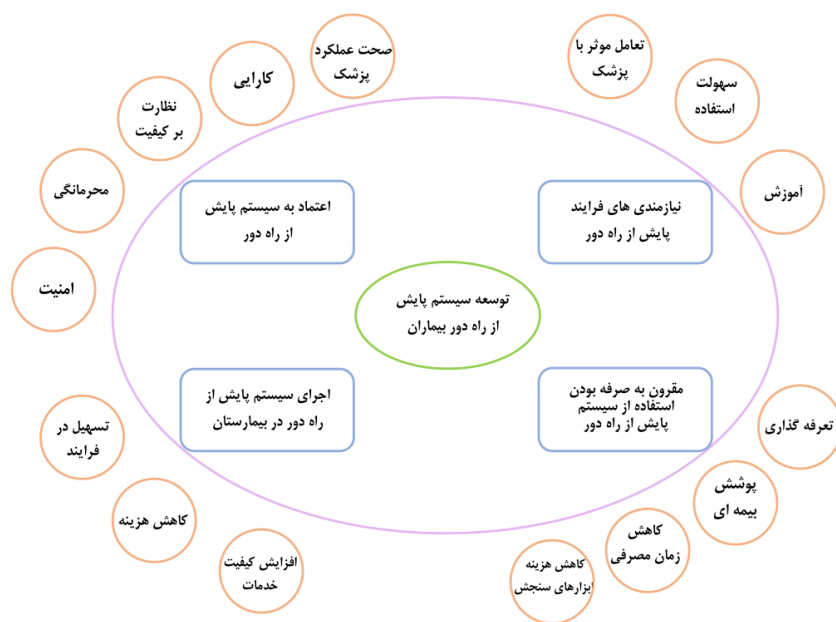 صحت عملکرد
پزشک
تعامل موثر با
پزشک
کارایی
سهولت
استفاده
نظارت
بر کیفیت
محرمانگی
آموزش
امنیت
اعتماد به سیستم پایش
از راه دور
نیازمندی های فرایند
پایش از راه دور
توسعه سیستم پایش
از راه دور بیماران
اجرای سیستم پایش از
راه دور در بیمارستان
مقرون به صرفه بودن
استفاده از سیستم
پایش از راه دور
تسهیل در
فرایند
تعرفه گذاری
کاهش هزینه
پوشش
بیمه ای
افزایش کیفیت
خدمات
کاهش
زمان مصرفی
کاهش هزینه
ابزارهای سنجش